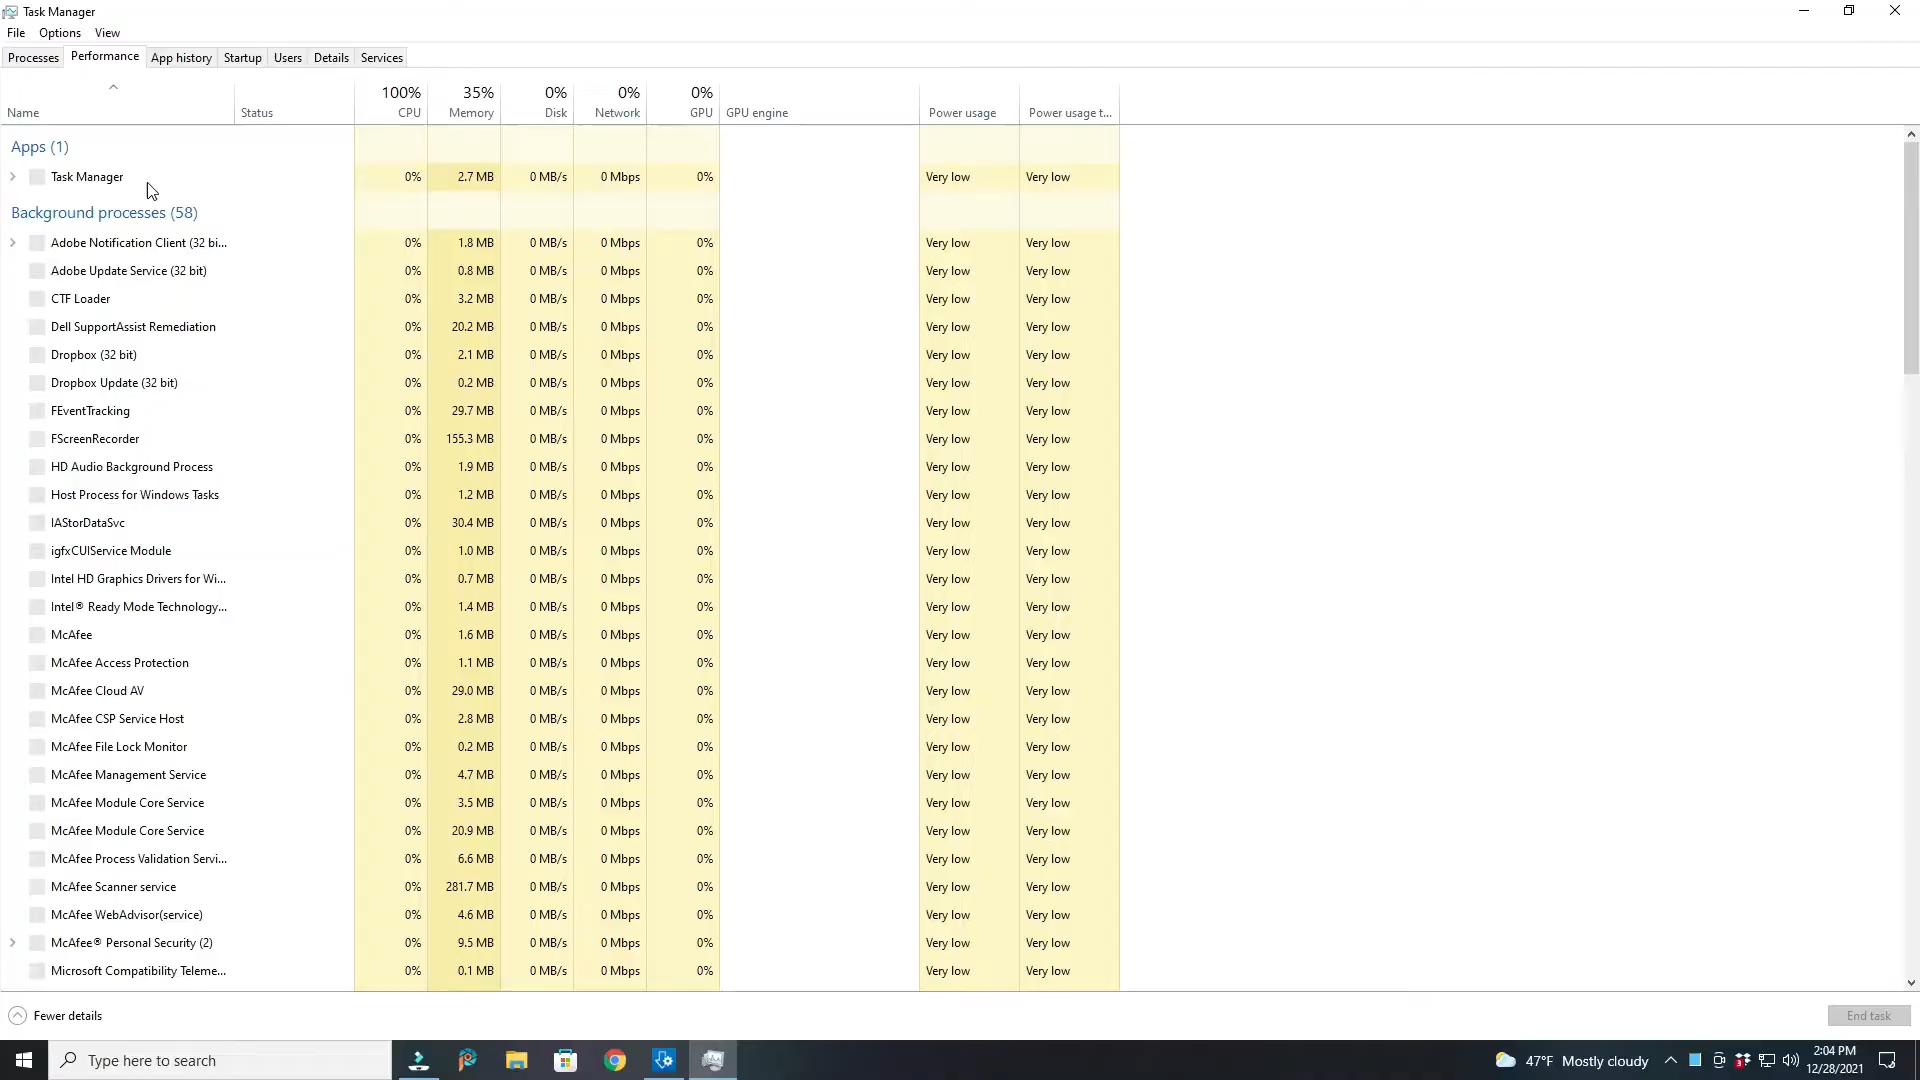 Task Manager
File Options View
Processes Performance App history Startup Users Details Services
100% 35% 0% 0% 0%
Name Status CPU Memory Disk Network GPU GPU engine Power usage Power usage t...
Apps (1)
Task Manager 0% 2.7 MB 0 MB/s 0 Mbps 0% Very low Very low
Background processes (58)
Adobe Notification Client (32 bi... 0% 1.8 MB 0 MB/s 0 Mbps 0% Very low Very low
Adobe Update Service (32 bit) 0% 0.8 MB 0 MB/s 0 Mbps 0% Very low Very low
CTF Loader 0% 3.2 MB 0 MB/s 0 Mbps 0% Very low Very low
Dell SupportAssist Remediation 0% 20.2 MB 0 MB/s 0 Mbps 0% Very low Very low
Dropbox (32 bit) 0% 2.1 MB 0 MB/s 0 Mbps 0% Very low Very low
Dropbox Update (32 bit) 0% 0.2 MB 0 MB/s 0 Mbps 0% Very low Very low
FEventTracking 0% 29.7 MB 0 MB/s 0 Mbps 0% Very low Very low
FScreenRecorder 0% 155.3 MB 0 MB/s 0 Mbps 0% Very low Very low
HD Audio Background Process 0% 1.9 MB 0 MB/s 0 Mbps 0% Very low Very low
Host Process for Windows Tasks 0% 1.2 MB 0 MB/s 0 Mbps 0% Very low Very low
IAStorDataSvc 0% 30.4 MB 0 MB/s 0 Mbps 0% Very low Very low
igfxCUIService Module 0% 1.0 MB 0 MB/s 0 Mbps 0% Very low Very low
Intel HD Graphics Drivers for Wi... 0% 0.7 MB 0 MB/s 0 Mbps 0% Very low Very low
Intel® Ready Mode Technology... 0% 1.4 MB 0 MB/s 0 Mbps 0% Very low Very low
McAfee 0% 1.6 MB 0 MB/s 0 Mbps 0% Very low Very low
McAfee Access Protection 0% 1.1 MB 0 MB/s 0 Mbps 0% Very low Very low
McAfee Cloud AV 0% 29.0 MB 0 MB/s 0 Mbps 0% Very low Very low
McAfee CSP Service Host 0% 2.8 MB 0 MB/s 0 Mbps 0% Very low Very low
McAfee File Lock Monitor 0% 0.2 MB 0 MB/s 0 Mbps 0% Very low Very low
McAfee Management Service 0% 4.7 MB 0 MB/s 0 Mbps 0% Very low Very low
McAfee Module Core Service 0% 3.5 MB 0 MB/s 0 Mbps 0% Very low Very low
McAfee Module Core Service 0% 20.9 MB 0 MB/s 0 Mbps 0% Very low Very low
McAfee Process Validation Servi... 0% 6.6 MB 0 MB/s 0 Mbps 0% Very low Very low
McAfee Scanner service 0% 281.7 MB 0 MB/s 0 Mbps 0% Very low Very low
McAfee WebAdvisor(service) 0% 4.6 MB 0 MB/s 0 Mbps 0% Very low Very low
McAfee® Personal Security (2) 0% 9.5 MB 0 MB/s 0 Mbps 0% Very low Very low
Microsoft Compatibility Teleme... 0% 0.1 MB 0 MB/s 0 Mbps 0% Very low Very low
Fewer details End task
Type here to search 47°F Mostly cloudy 2:04 PM
12/28/2021